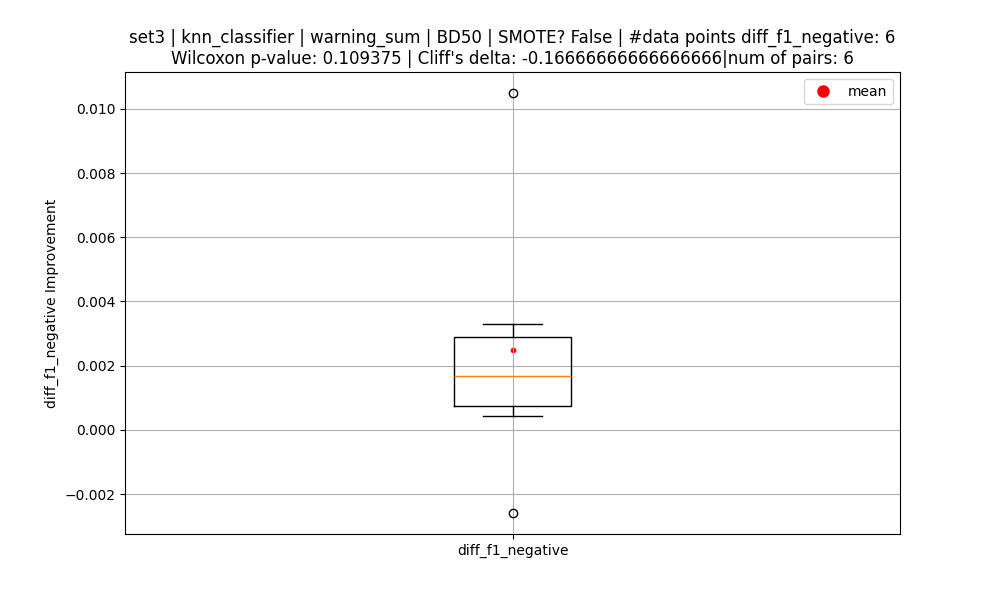 set3 | knn_classifier | warning_sum | BD50 | SMOTE? False | #data points diff_f1_negative: 6
Wilcoxon p-value: 0.109375 | Cliff's delta: -0.16666666666666666|num of pairs: 6
mean
0.010
0.008
0.006
0.004
0.002
0.000
−0.002
diff_f1_negative Improvement
diff_f1_negative